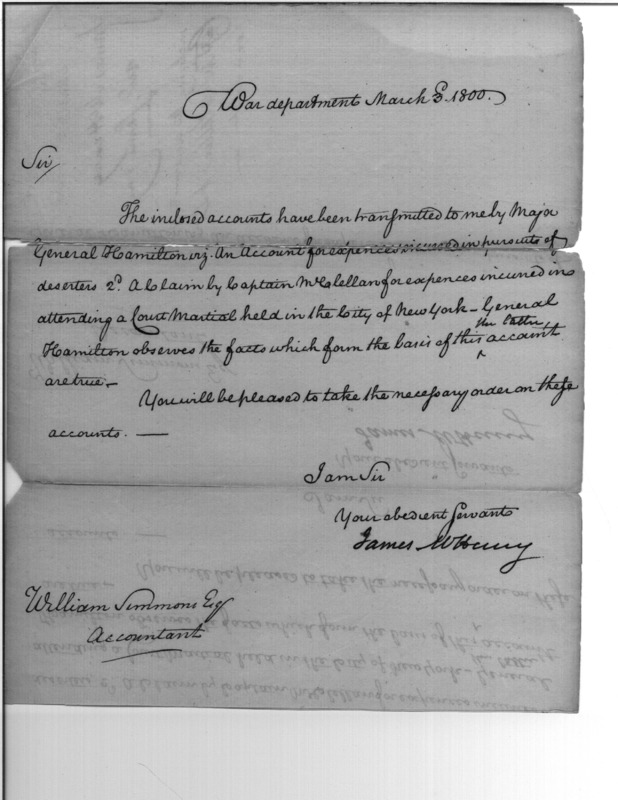 War department March 3. 1800.
Sir,
The inclosed accounts have been transmitted to me by Major
General Hamilton viz. An Account for expences incured in pursuits of
deserters 2d. A Claim by Captain McClellan for expences incured in
attending a Court Martial held in the City of New York – General
the latter
Hamilton observes the facts which form the basis of this ^ account
are true. –
You will be pleased to take the necessary order on these
accounts. —
I am Sir
Your obedient Servant
James McHenry
William Simmons Esq
Accountant